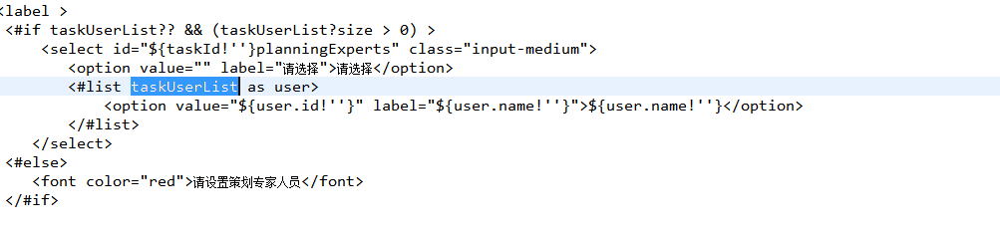 <label >
<#if taskUserList?? && (taskUserList?size > 0) >
<select id="${taskId!''}planningExperts" class="input-medium">
<option value="" label="请选择">请选择</option>
<#list taskUserList as user>
<option value="${user.id!''}" label="${user.name!''}">${user.name!''}</option>
</#list>
</select>
<#else>
<font color="red">请设置策划专家人员</font>
</#if>